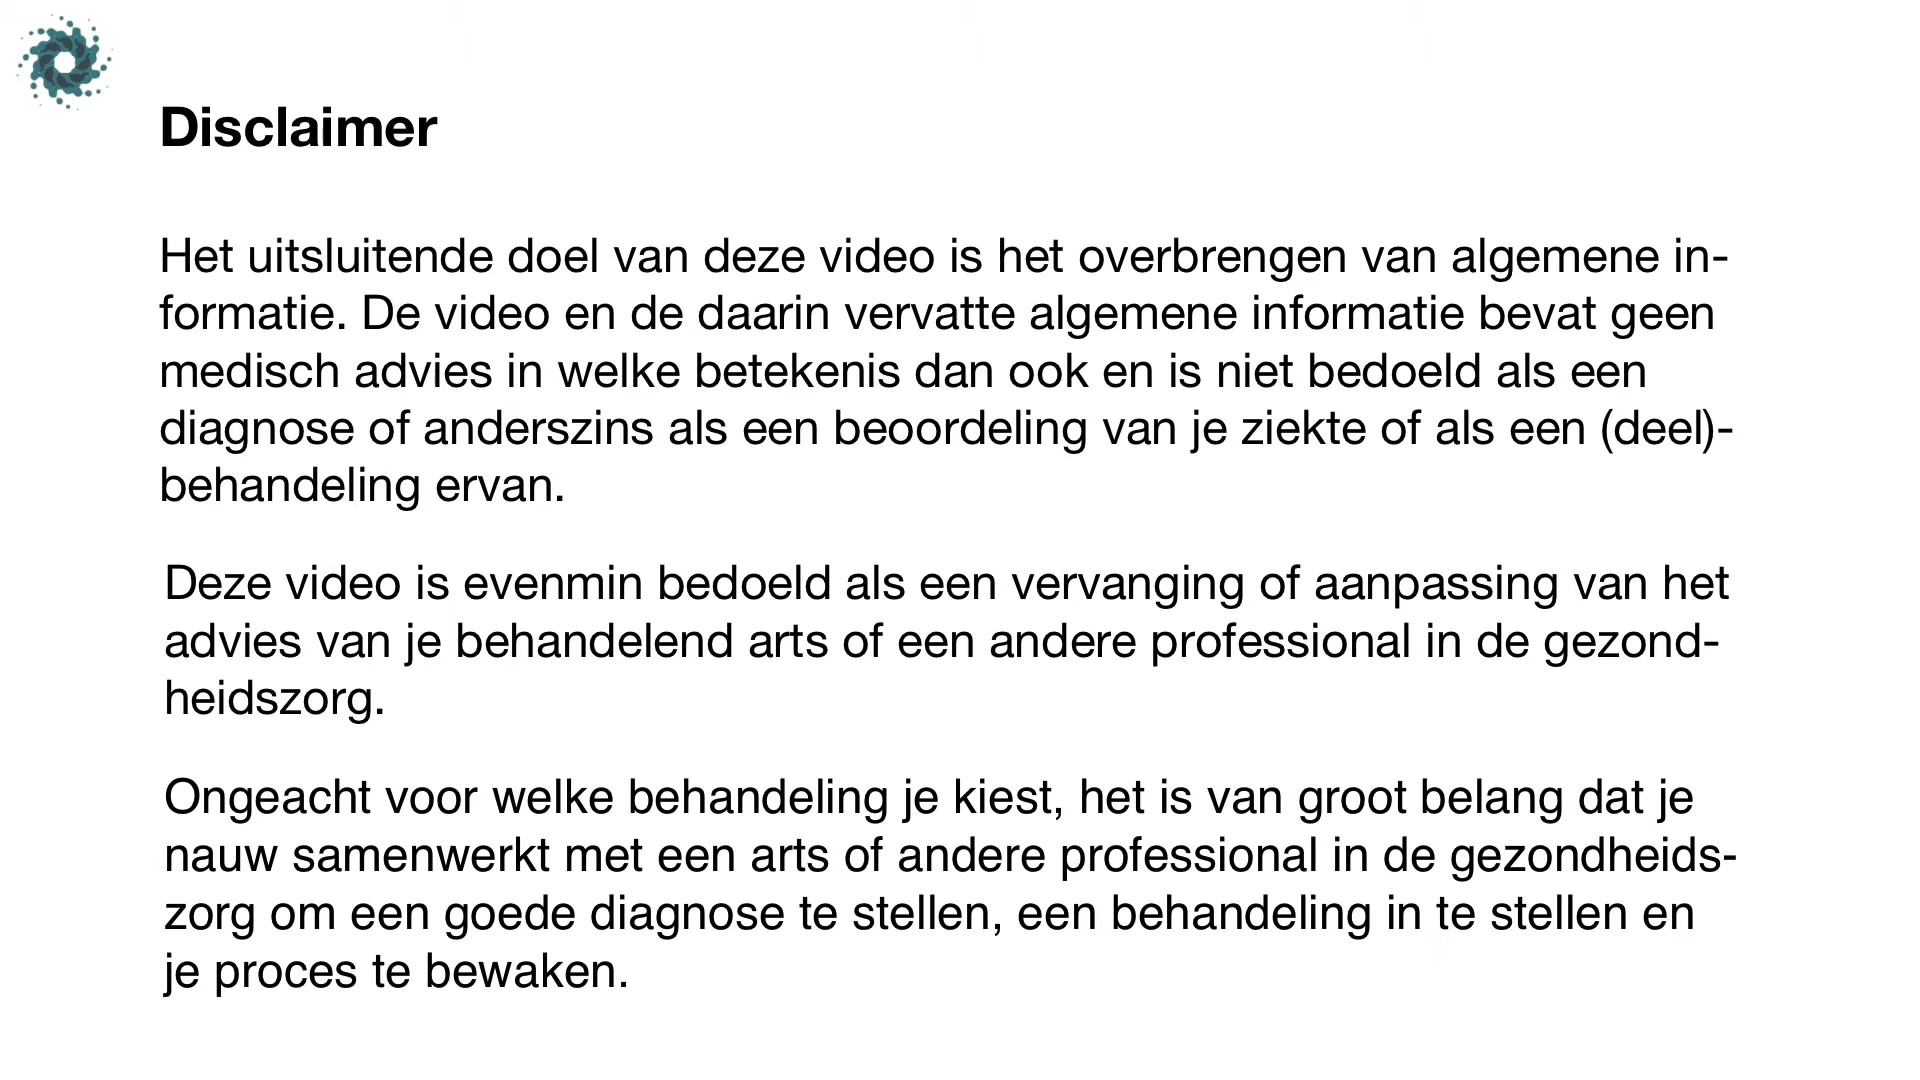 Disclaimer
Het uitsluitende doel van deze video is het overbrengen van algemene in-
formatie. De video en de daarin vervatte algemene informatie bevat geen
medisch advies in welke betekenis dan ook en is niet bedoeld als een
diagnose of anderszins als een beoordeling van je ziekte of als een (deel)-
behandeling ervan.
Deze video is evenmin bedoeld als een vervanging of aanpassing van het
advies van je behandelend arts of een andere professional in de gezond-
heidszorg.
Ongeacht voor welke behandeling je kiest, het is van groot belang dat je
nauw samenwerkt met een arts of andere professional in de gezondheids-
zorg om een goede diagnose te stellen, een behandeling in te stellen en
je proces te bewaken.